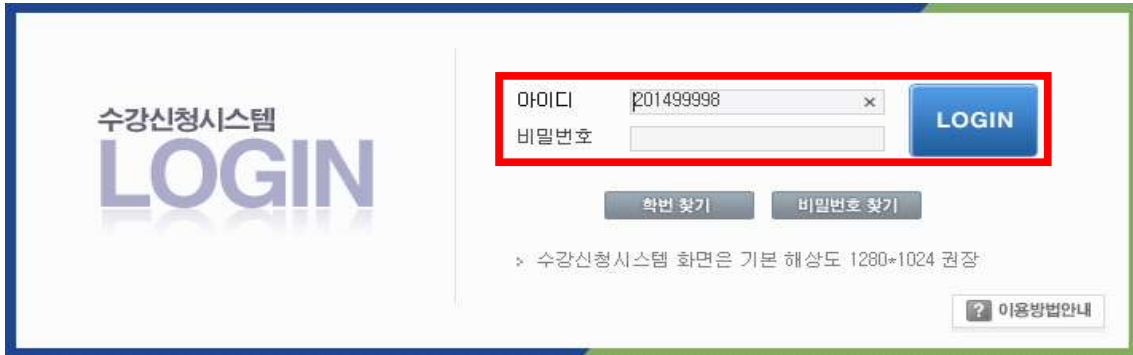 수강신청시스템
LOGIN
아이디 201499998 ×
비밀번호
LOGIN
학번 찾기 비밀번호 찾기
> 수강신청시스템 화면은 기본 해상도 1280*1024 권장
? 이용방법안내